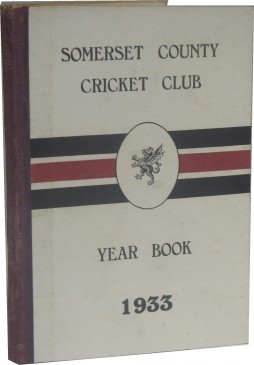 SOMERSET COUNTY
CRICKET CLUB
YEAR BOOK
1933